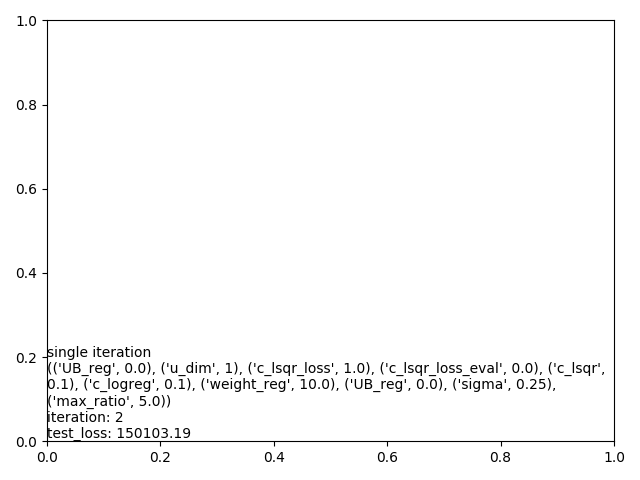 1.0
0.8
0.6
0.4
0.2
0.0
single iteration
(('UB_reg', 0.0), ('u_dim', 1), ('c_lsqr_loss', 1.0), ('c_lsqr_loss_eval', 0.0), ('c_lsqr',
0.1), ('c_logreg', 0.1), ('weight_reg', 10.0), ('UB_reg', 0.0), ('sigma', 0.25),
('max_ratio', 5.0))
iteration: 2
test_loss: 150103.19
0.0 0.2 0.4 0.6 0.8 1.0